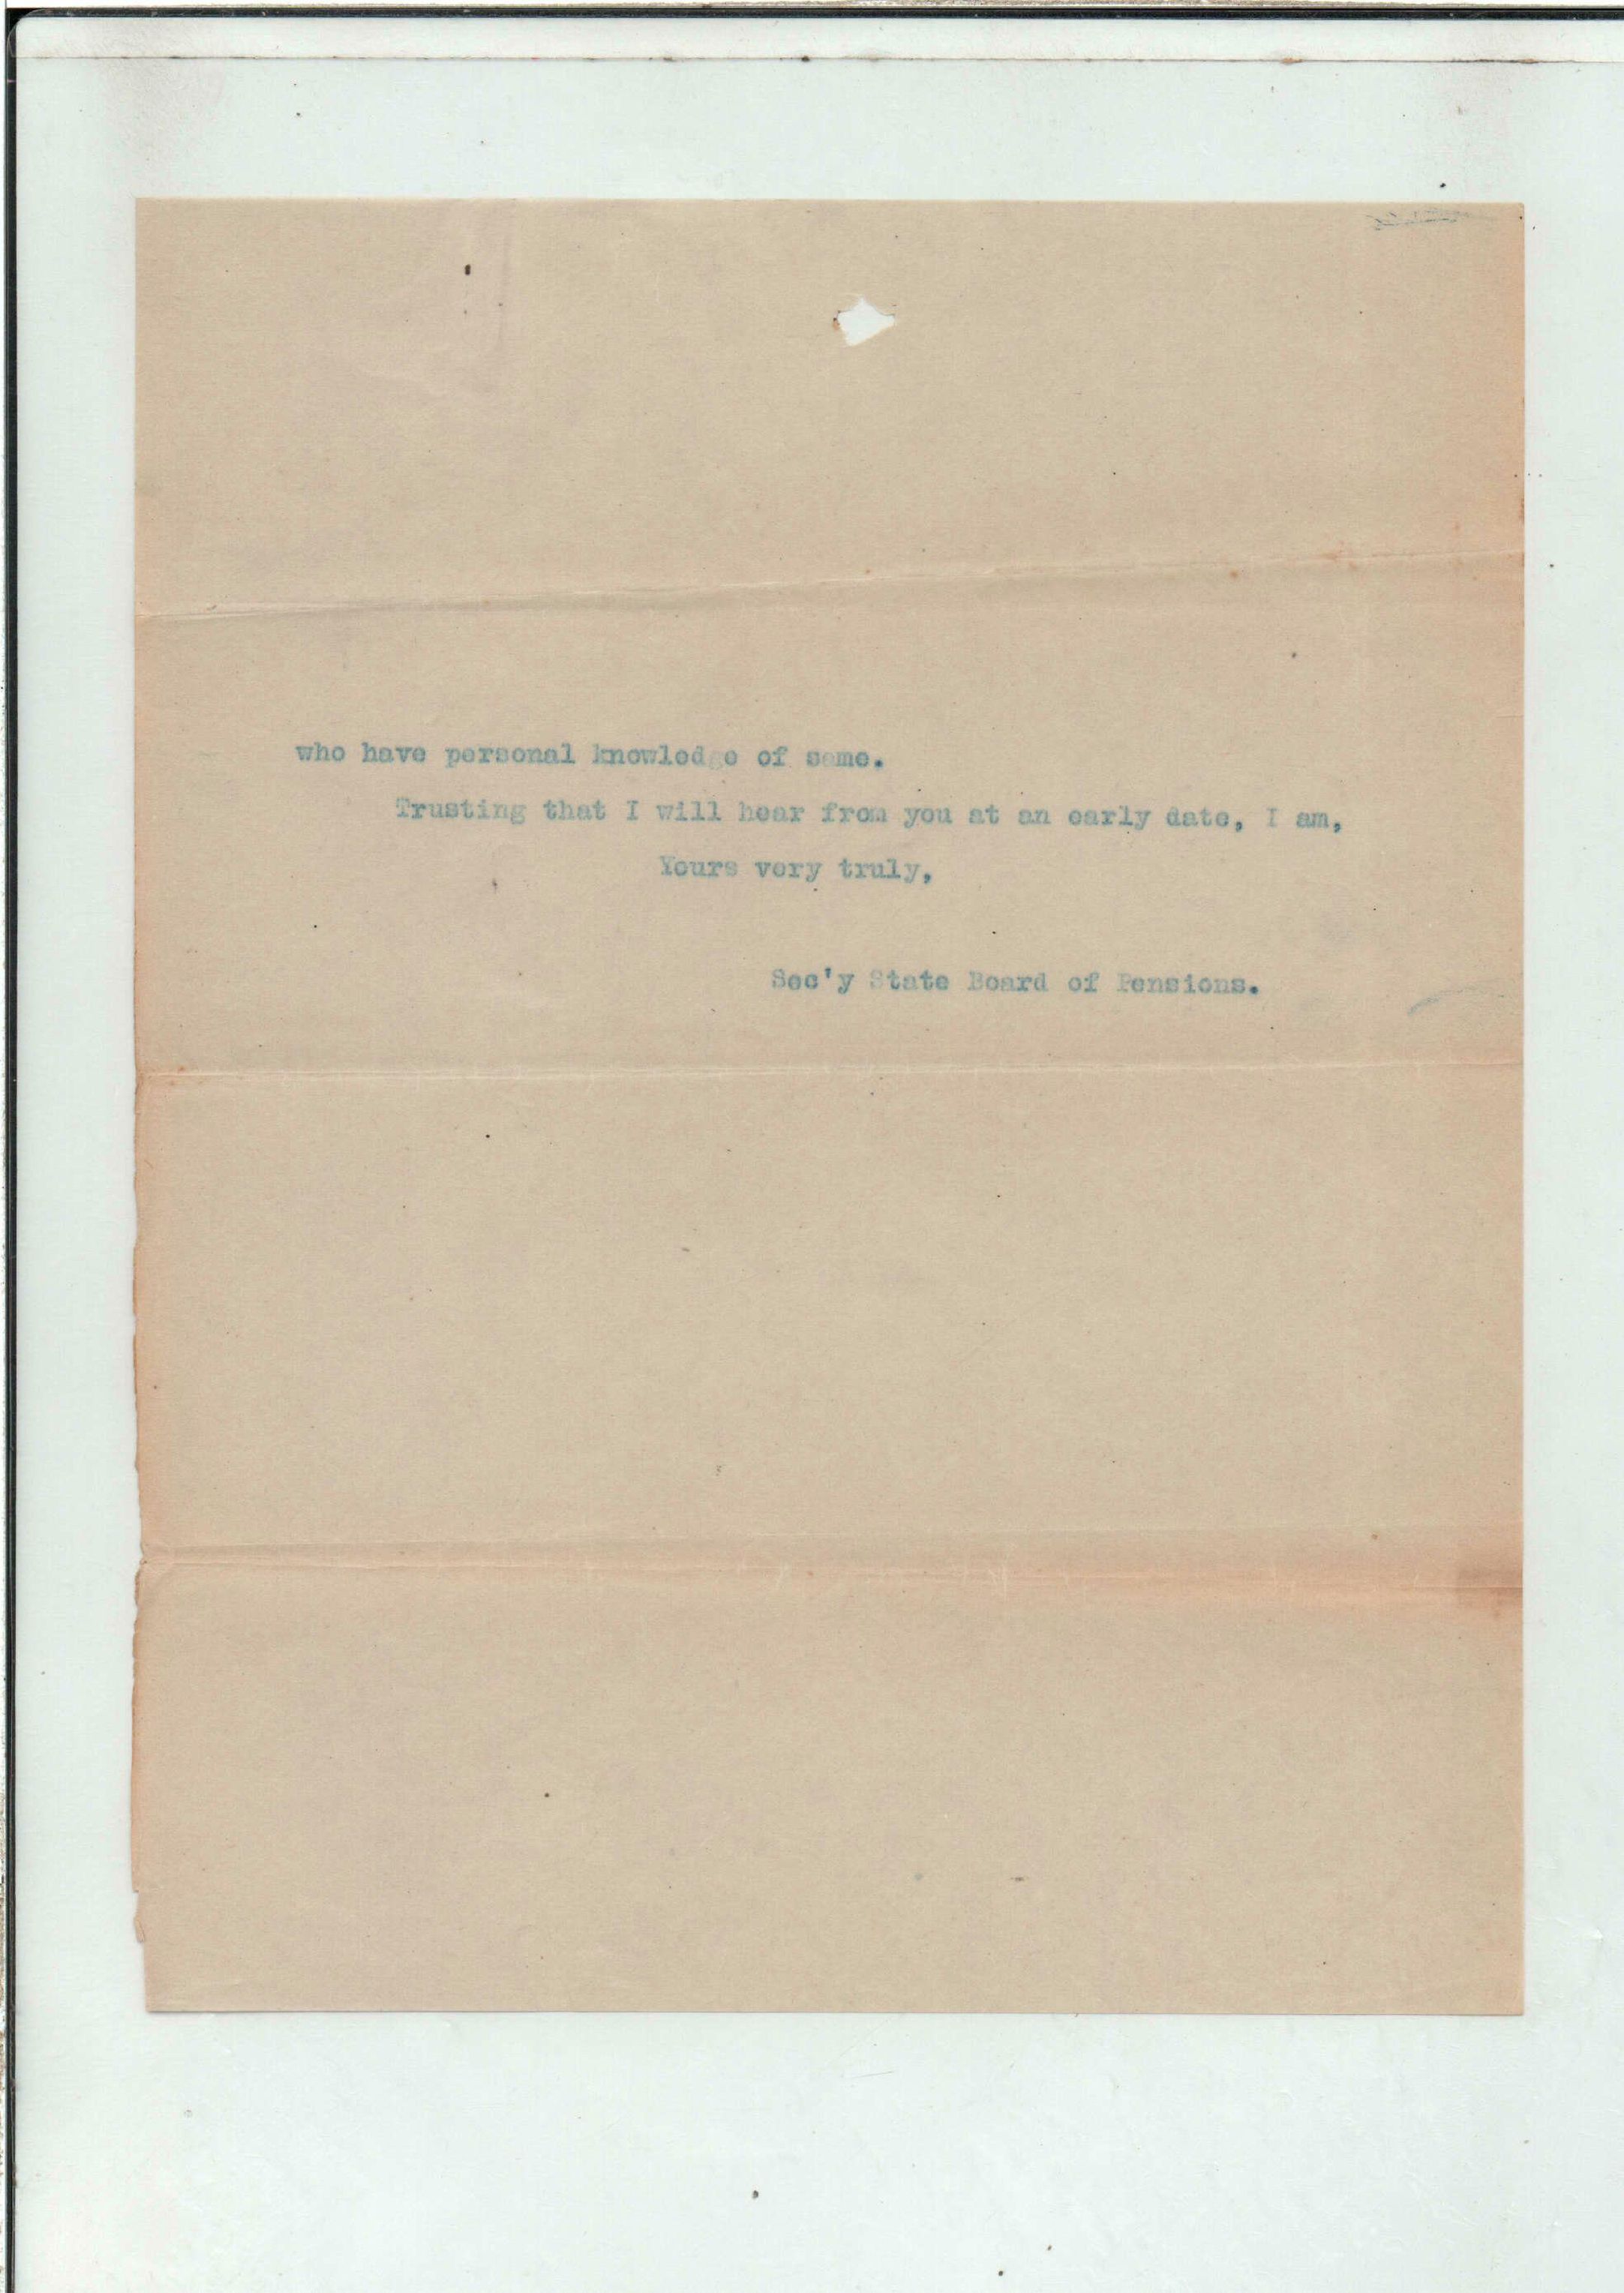 who have personal knowledge of same.
Trusting that I will hear from you at an early date, I am,
Yours very truly,
Sec'y State Board of Pensions.